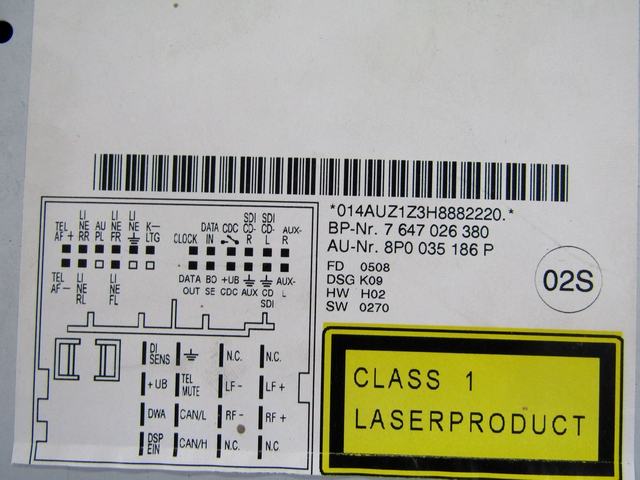 *014AUZ1Z3H8882220.*
BP-Nr. 7 647 026 380
AU-Nr. 8P0 035 186 P
FD 0508
DSG K09
HW H02
SW 0270
02S
TEL AF+ LI NE RR AU PL LI NE FR LI NE K- LTG
CLOCK DATA IN CDC SDI CD- R SDI CD- L AUX- R
TEL AF- LI NE RL LI NE FL
DATA OUT BO SE +UB CDC CD- AUX CD SDI AUX- L
DI SENS N.C. N.C.
+UB TEL MUTE LF- LF+
DWA CAN/L RF- RF+
DSP EIN CAN/H N.C. N.C.
CLASS 1
LASERPRODUCT